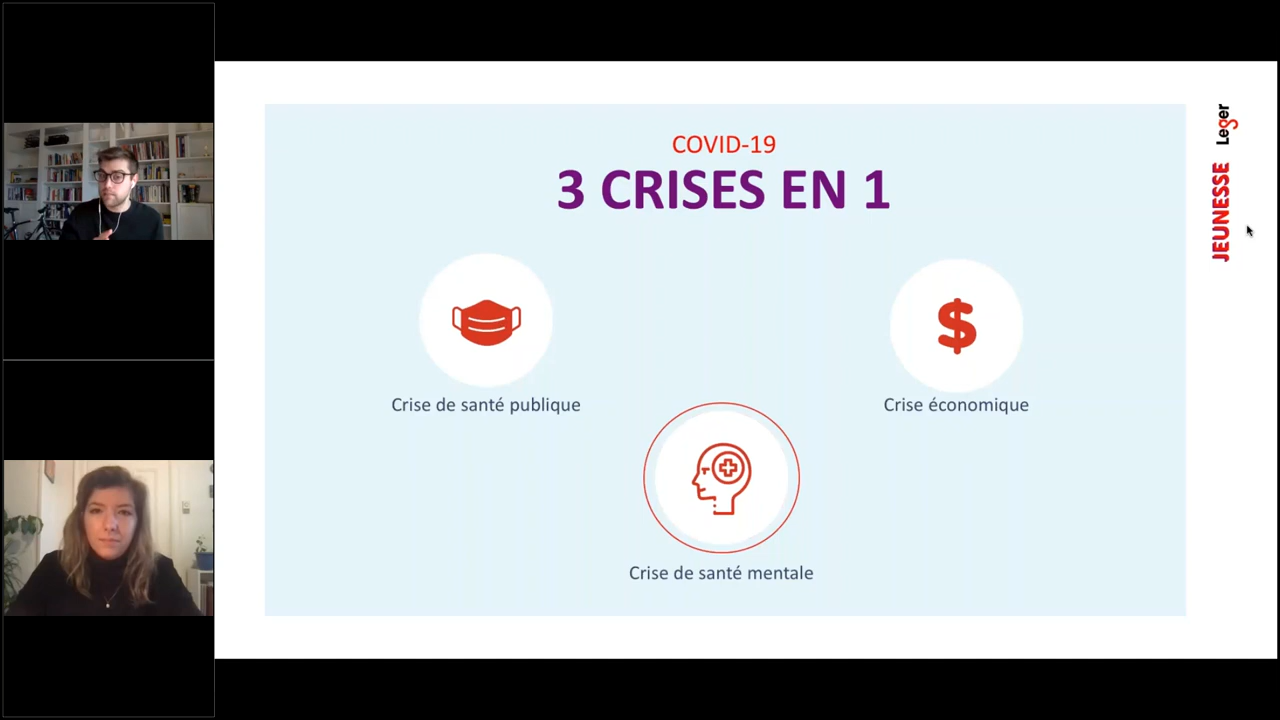 COVID-19
3 CRISES EN 1
Crise de santé publique
Crise économique
Crise de santé mentale
JEUNESSE Leger